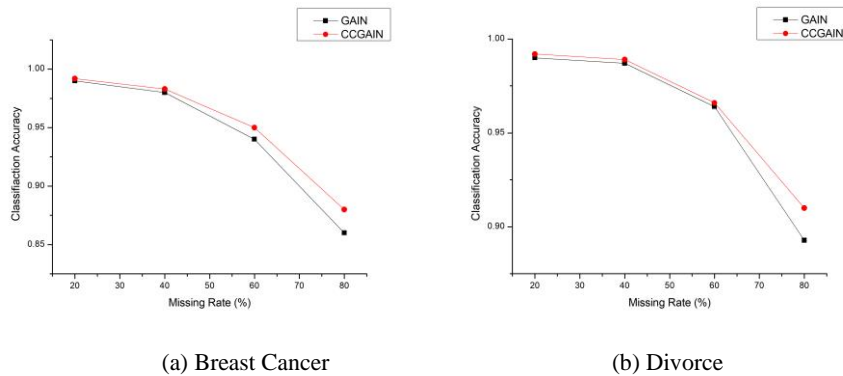 GAIN
CCGAIN
1.00
0.95
0.90
0.85
Classifiaction Accuracy
20 30 40 50 60 70 80
Missing Rate (%)
(a) Breast Cancer
GAIN
CCGAIN
1.00
0.95
0.90
Classification Accuracy
20 30 40 50 60 70 80
Missing Rate (%)
(b) Divorce